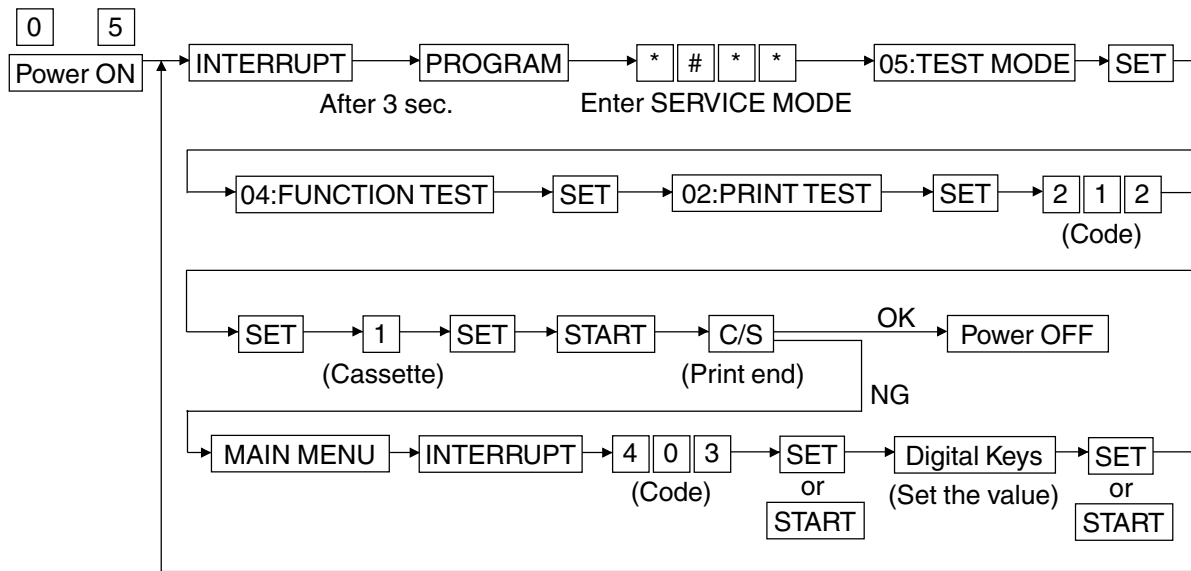 0 5
Power ON INTERRUPT PROGRAM * # * * 05:TEST MODE SET
After 3 sec. Enter SERVICE MODE
04:FUNCTION TEST SET 02:PRINT TEST SET 2 1 2
(Code)
SET 1 SET START C/S OK Power OFF
(Cassette) (Print end)
NG
MAIN MENU INTERRUPT 4 0 3 SET Digital Keys SET
(Code) or (Set the value) or
START START